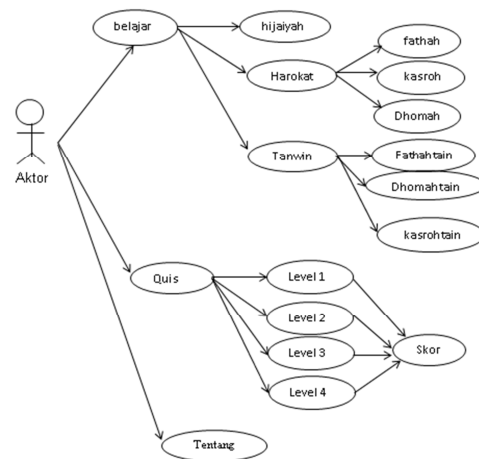 belajar
hijaiyah
Harokat
fathah
kasroh
Dhomah
Tanwin
Fathahtain
Dhomahtain
kasrohtain
Aktor
Quis
Level 1
Level 2
Level 3
Level 4
Skor
Tentang